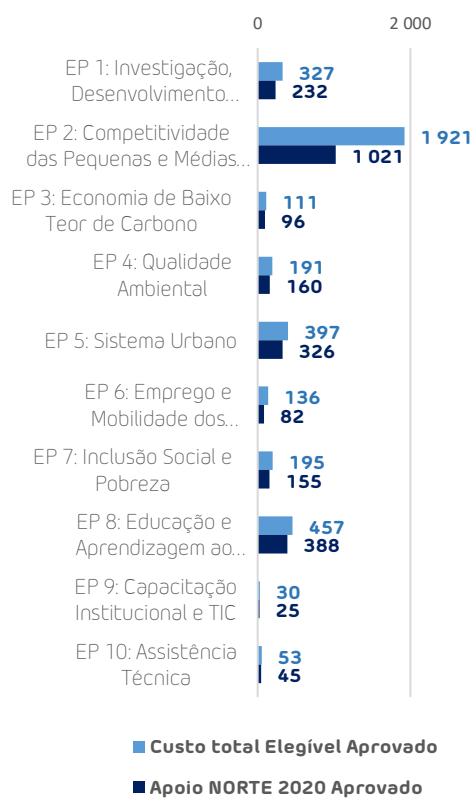 0
2 000
EP 1: Investigação,
Desenvolvimento...
327
232
EP 2: Competitividade
das Pequenas e Médias...
1 921
1 021
EP 3: Economia de Baixo
Teor de Carbono
111
96
EP 4: Qualidade
Ambiental
191
160
EP 5: Sistema Urbano
397
326
EP 6: Emprego e
Mobilidade dos...
136
82
EP 7: Inclusão Social e
Pobreza
195
155
EP 8: Educação e
Aprendizagem ao...
457
388
EP 9: Capacitação
Institucional e TIC
30
25
EP 10: Assistência
Técnica
53
45
Custo total Elegível Aprovado
Apoio NORTE 2020 Aprovado